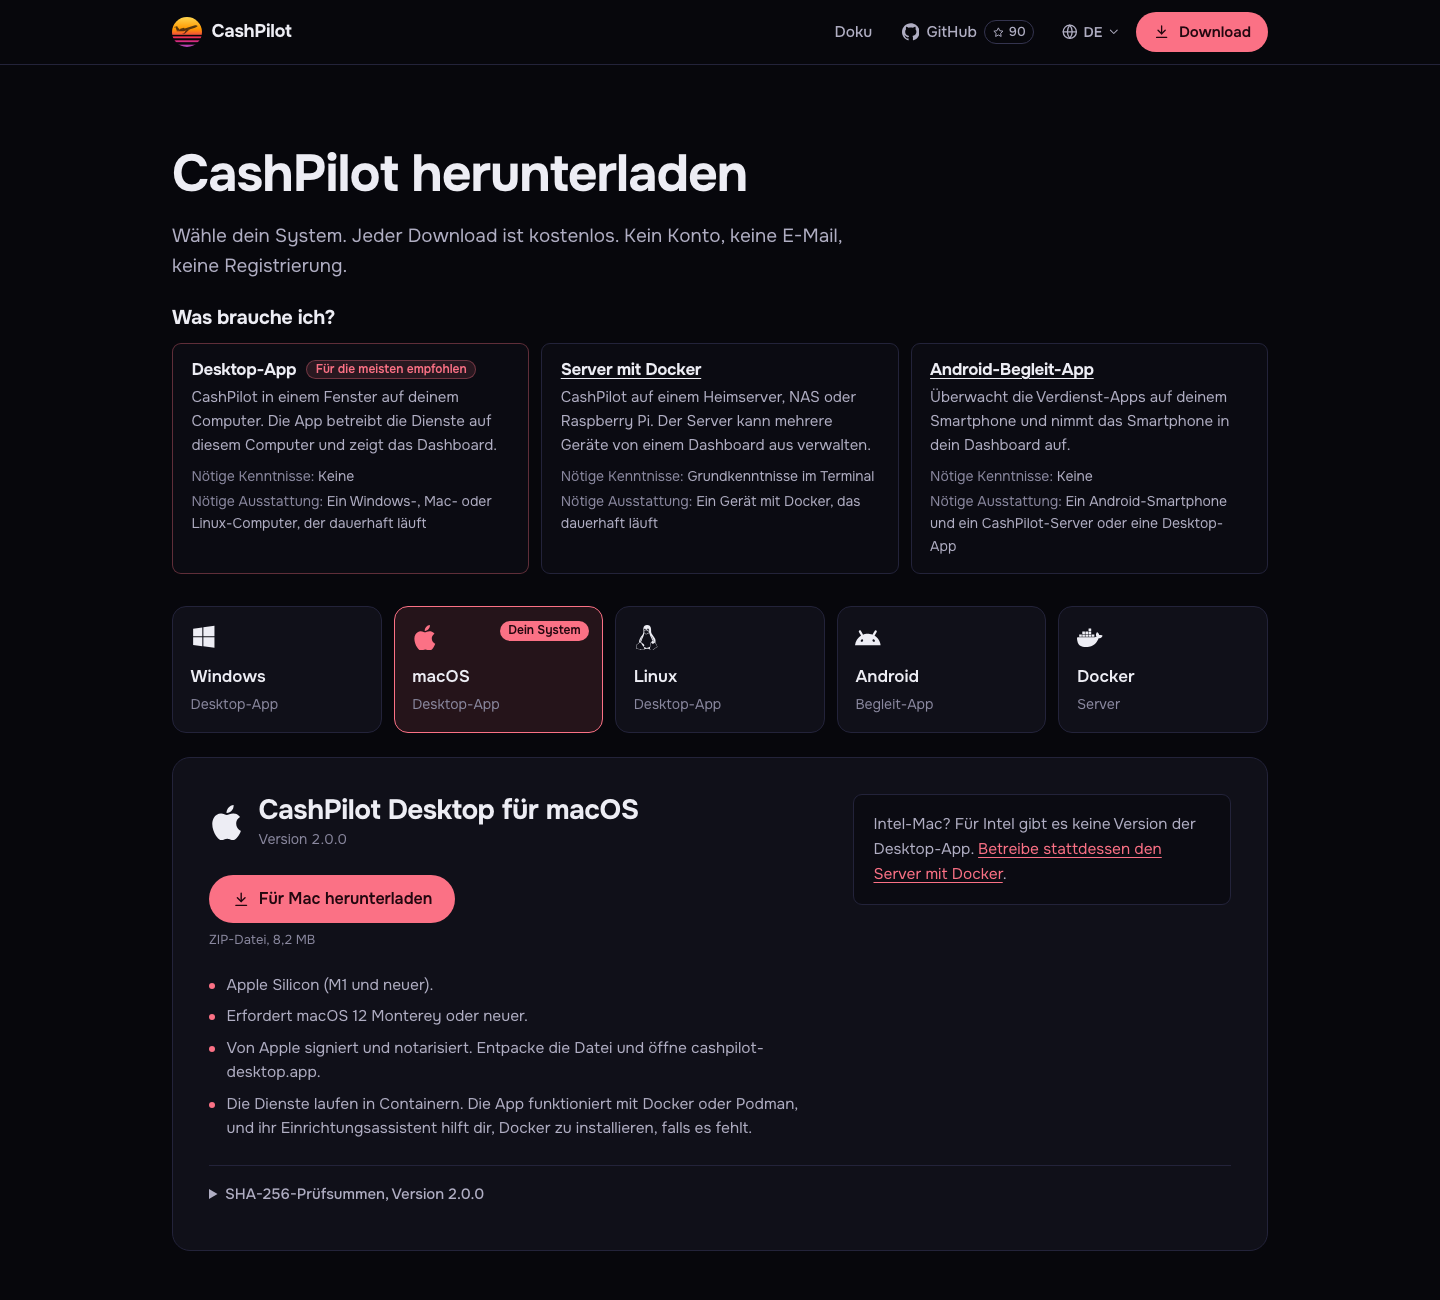 CashPilot
Doku
GitHub
90
DE
Download
CashPilot herunterladen
Wähle dein System. Jeder Download ist kostenlos. Kein Konto, keine E-Mail,
keine Registrierung.
Was brauche ich?
Desktop-App
Für die meisten empfohlen
CashPilot in einem Fenster auf deinem
Computer. Die App betreibt die Dienste auf
diesem Computer und zeigt das Dashboard.
Nötige Kenntnisse: Keine
Nötige Ausstattung: Ein Windows-, Mac- oder
Linux-Computer, der dauerhaft läuft
Server mit Docker
CashPilot auf einem Heimserver, NAS oder
Raspberry Pi. Der Server kann mehrere
Geräte von einem Dashboard aus verwalten.
Nötige Kenntnisse: Grundkenntnisse im Terminal
Nötige Ausstattung: Ein Gerät mit Docker, das
dauerhaft läuft
Android-Begleit-App
Überwacht die Verdienst-Apps auf deinem
Smartphone und nimmt das Smartphone in
dein Dashboard auf.
Nötige Kenntnisse: Keine
Nötige Ausstattung: Ein Android-Smartphone
und ein CashPilot-Server oder eine Desktop-
App
Windows
Desktop-App
Dein System
macOS
Desktop-App
Linux
Desktop-App
Android
Begleit-App
Docker
Server
CashPilot Desktop für macOS
Version 2.0.0
Für Mac herunterladen
ZIP-Datei, 8,2 MB
Apple Silicon (M1 und neuer).
Erfordert macOS 12 Monterey oder neuer.
Von Apple signiert und notarisiert. Entpacke die Datei und öffne cashpilot-
desktop.app.
Die Dienste laufen in Containern. Die App funktioniert mit Docker oder Podman,
und ihr Einrichtungsassistent hilft dir, Docker zu installieren, falls es fehlt.
Intel-Mac? Für Intel gibt es keine Version der
Desktop-App. Betreibe stattdessen den
Server mit Docker.
SHA-256-Prüfsummen, Version 2.0.0